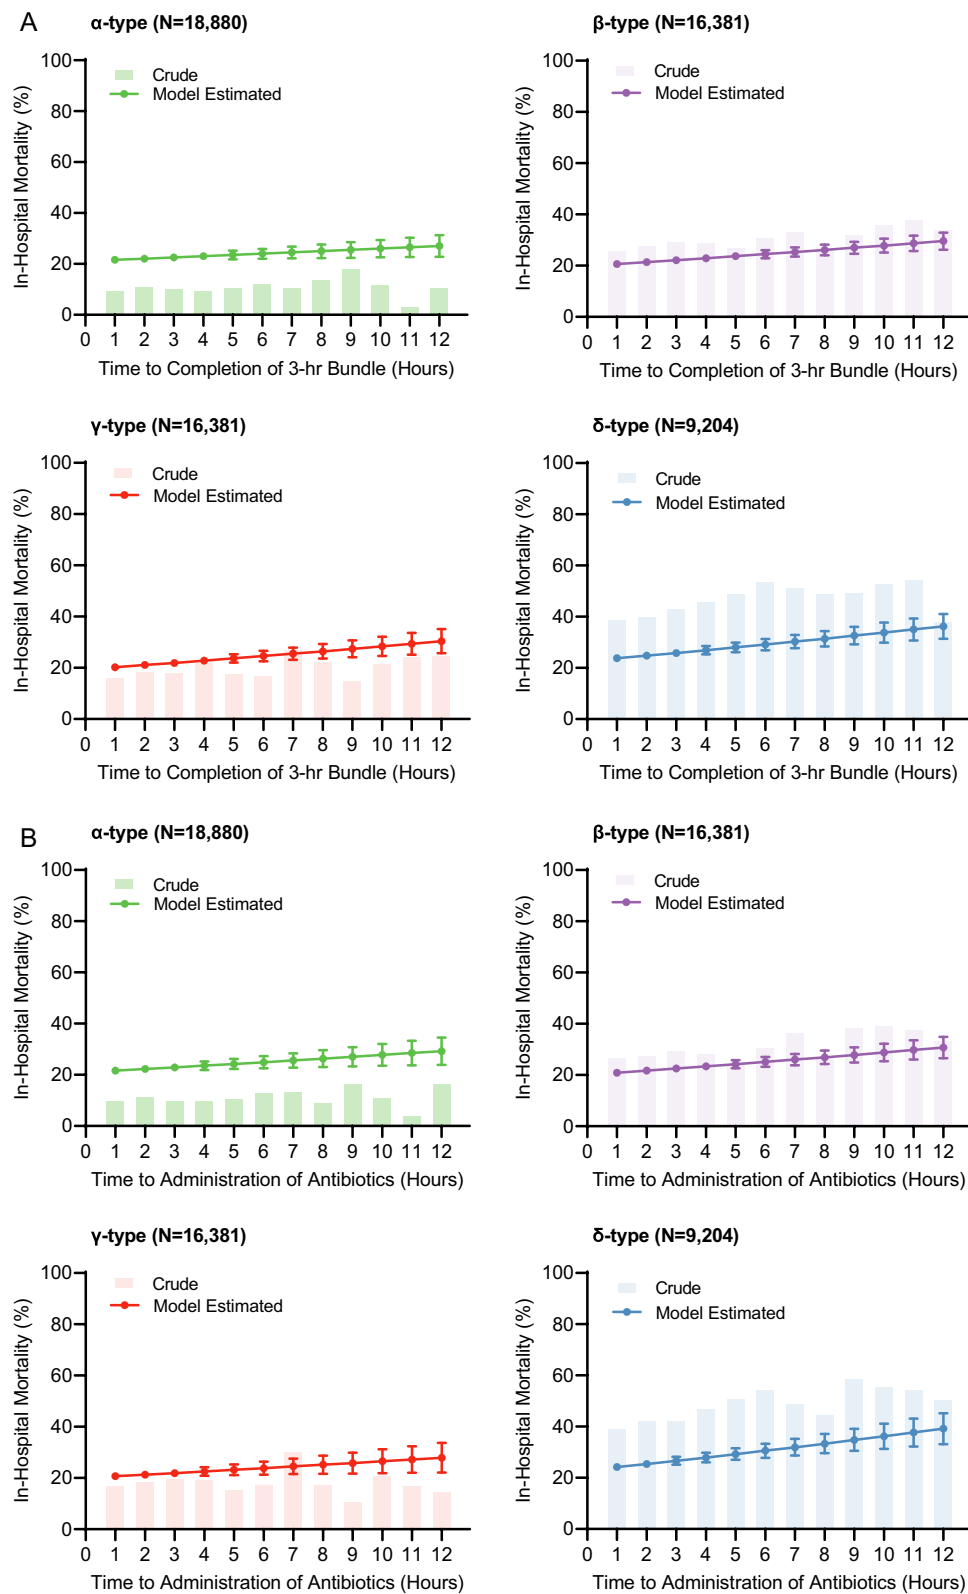 A
α-type (N=18,880)
In-Hospital Mortality (%)
100
80
60
40
20
0
Crude
Model Estimated
0 1 2 3 4 5 6 7 8 9 10 11 12
Time to Completion of 3-hr Bundle (Hours)
β-type (N=16,381)
In-Hospital Mortality (%)
100
80
60
40
20
0
Crude
Model Estimated
0 1 2 3 4 5 6 7 8 9 10 11 12
Time to Completion of 3-hr Bundle (Hours)
γ-type (N=16,381)
In-Hospital Mortality (%)
100
80
60
40
20
0
Crude
Model Estimated
0 1 2 3 4 5 6 7 8 9 10 11 12
Time to Completion of 3-hr Bundle (Hours)
δ-type (N=9,204)
In-Hospital Mortality (%)
100
80
60
40
20
0
Crude
Model Estimated
0 1 2 3 4 5 6 7 8 9 10 11 12
Time to Completion of 3-hr Bundle (Hours)
B
α-type (N=18,880)
In-Hospital Mortality (%)
100
80
60
40
20
0
Crude
Model Estimated
0 1 2 3 4 5 6 7 8 9 10 11 12
Time to Administration of Antibiotics (Hours)
β-type (N=16,381)
In-Hospital Mortality (%)
100
80
60
40
20
0
Crude
Model Estimated
0 1 2 3 4 5 6 7 8 9 10 11 12
Time to Administration of Antibiotics (Hours)
γ-type (N=16,381)
In-Hospital Mortality (%)
100
80
60
40
20
0
Crude
Model Estimated
0 1 2 3 4 5 6 7 8 9 10 11 12
Time to Administration of Antibiotics (Hours)
δ-type (N=9,204)
In-Hospital Mortality (%)
100
80
60
40
20
0
Crude
Model Estimated
0 1 2 3 4 5 6 7 8 9 10 11 12
Time to Administration of Antibiotics (Hours)